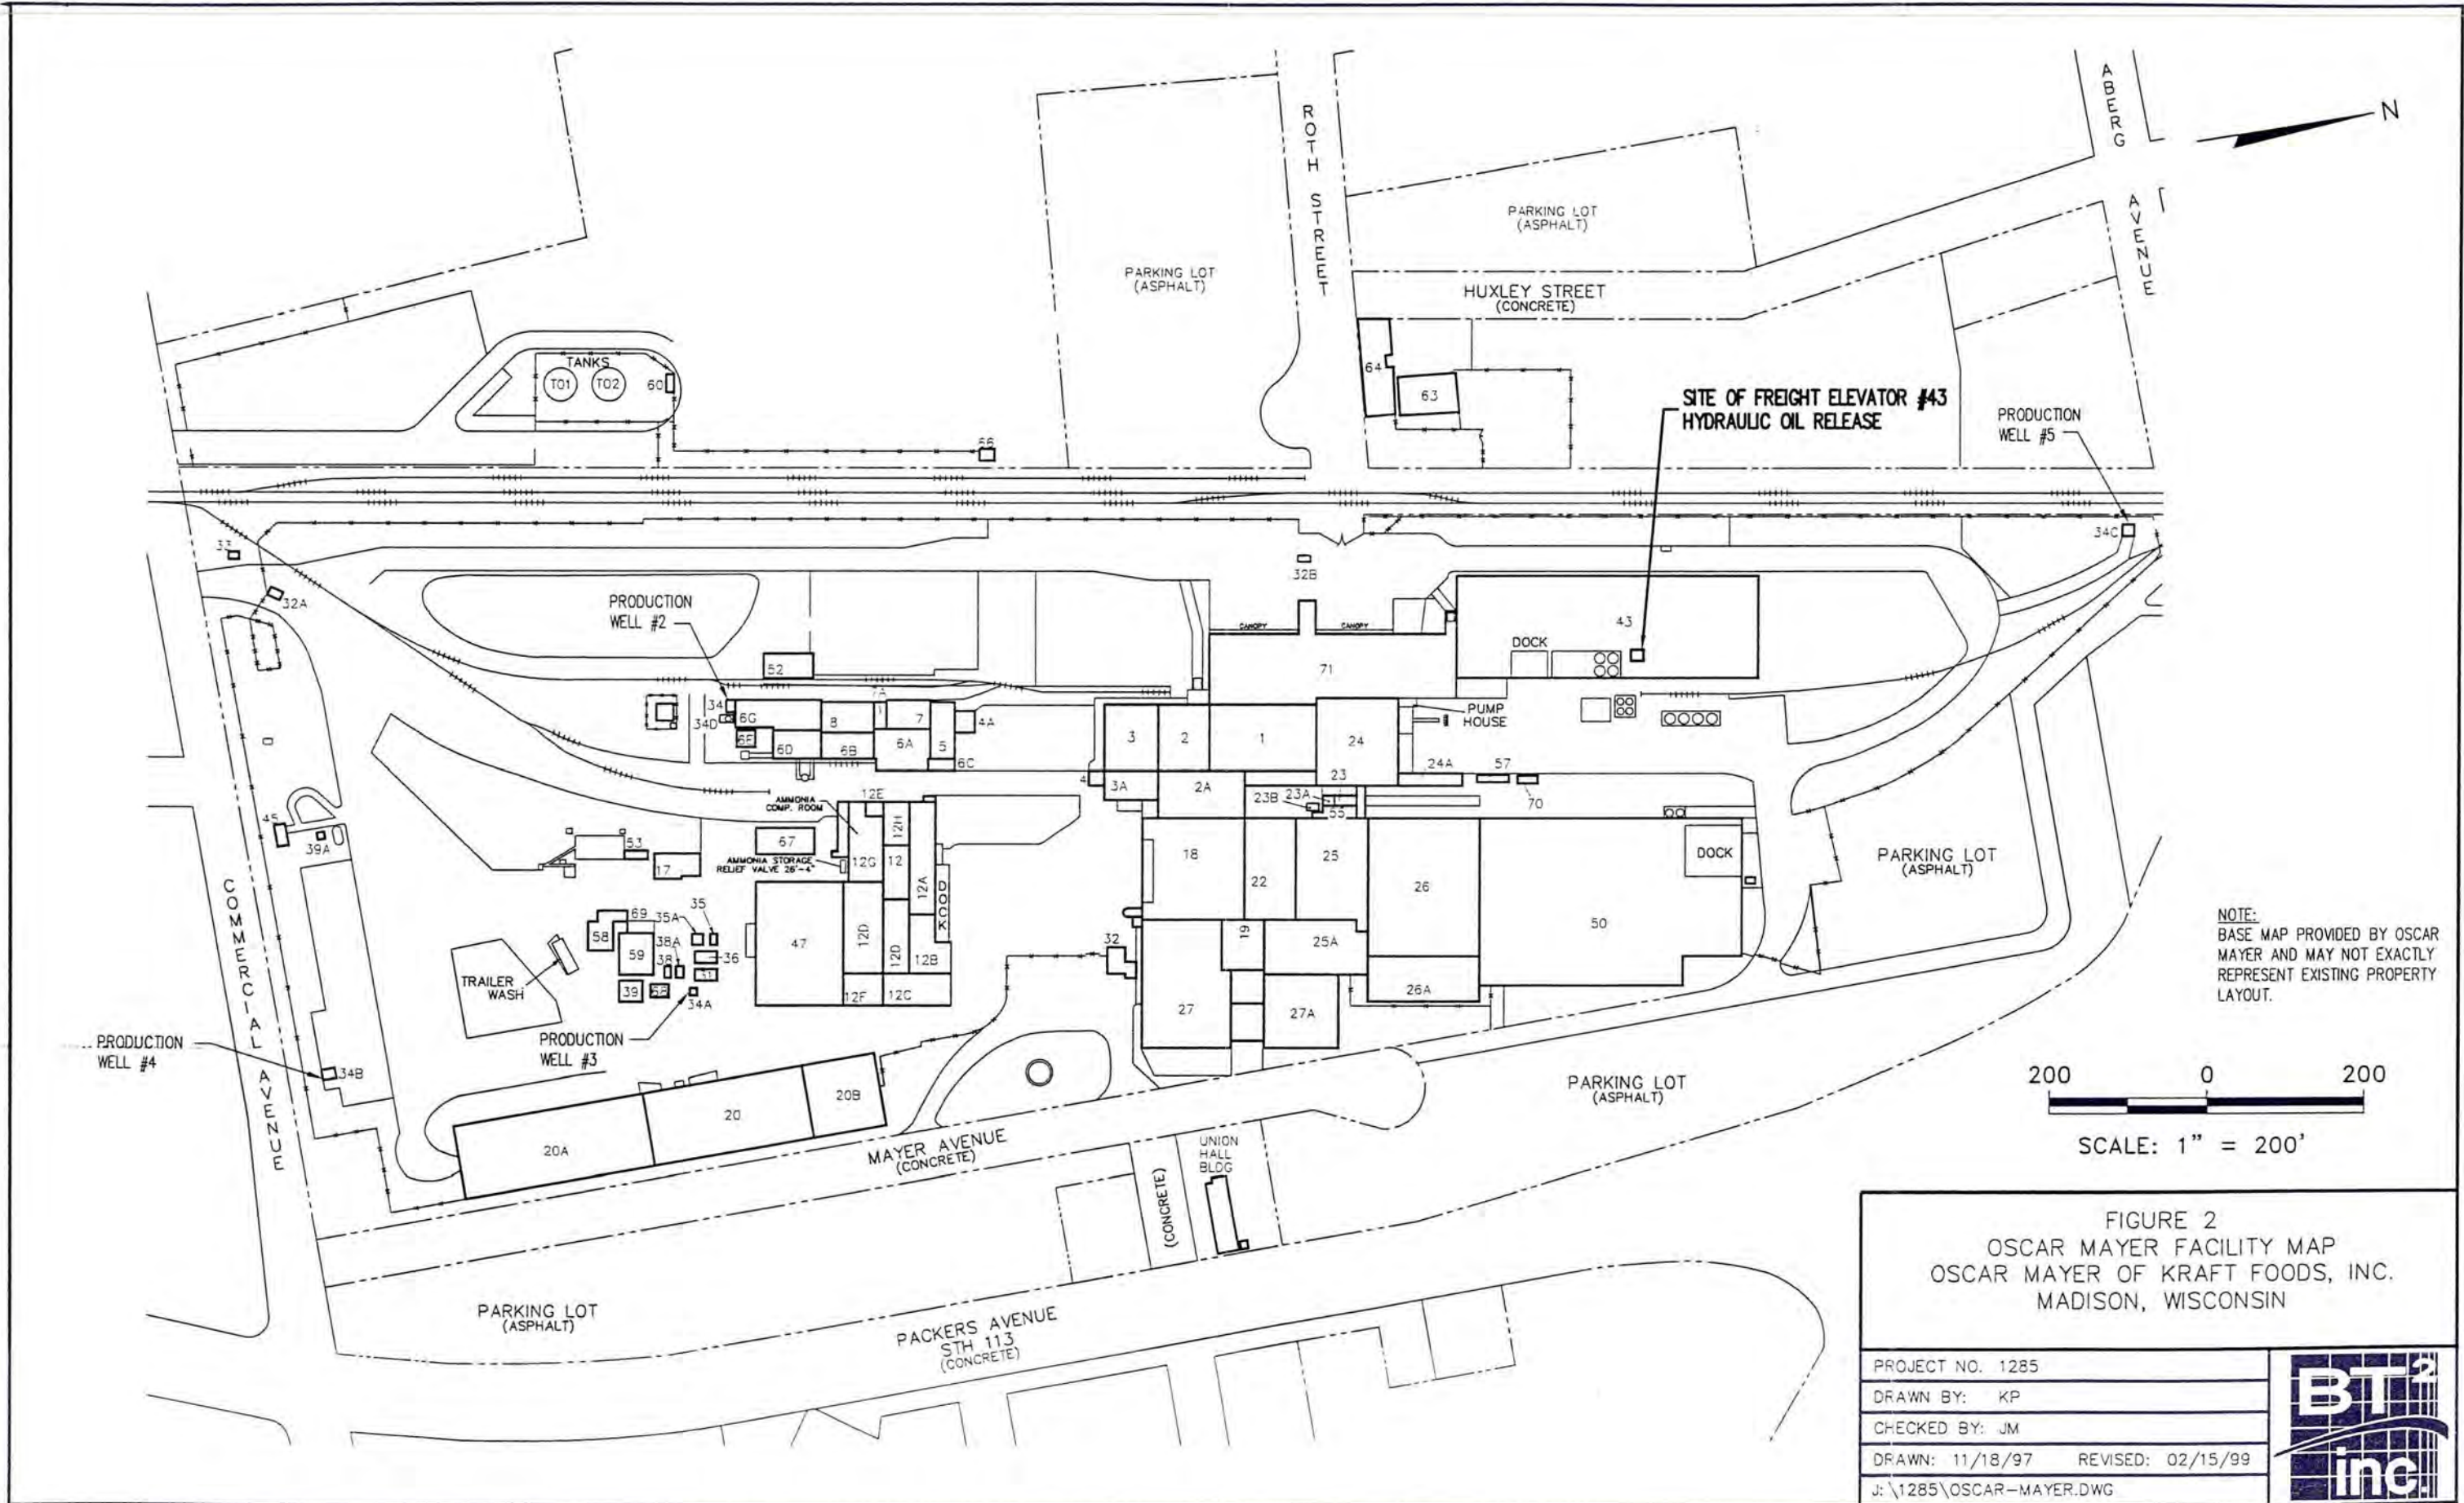 ROTH STREET
ABERG AVENUE
N
PARKING LOT
(ASPHALT)
PARKING LOT
(ASPHALT)
HUXLEY STREET
(CONCRETE)
TANKS
T01
T02
60
64
63
66
SITE OF FREIGHT ELEVATOR #43
HYDRAULIC OIL RELEASE
PRODUCTION
WELL #5
34C
33
32A
32B
PRODUCTION
WELL #2
CANOPY
CANOPY
43
DOCK
71
52
7A
34
34D
6G
8
7
4A
6F
6D
6B
6A
5
6C
3
2
1
24
PUMP
HOUSE
4
3A
2A
23
24A
57
23B
23A
55
70
AMMONIA
COMP. ROOM
12E
12H
67
AMMONIA STORAGE
RELIEF VALVE 26'-4"
12G
12
12A
DOCK
45
39A
53
17
18
22
25
26
50
DOCK
PARKING LOT
(ASPHALT)
COMMERCIAL AVENUE
69
35A
35
58
59
38A
38
36
31
47
12D
12D
12B
32
19
25A
TRAILER
WASH
39
68
34A
12F
12C
27
27A
26A
NOTE:
BASE MAP PROVIDED BY OSCAR
MAYER AND MAY NOT EXACTLY
REPRESENT EXISTING PROPERTY
LAYOUT.
PRODUCTION
WELL #4
34B
PRODUCTION
WELL #3
20A
20
20B
MAYER AVENUE
(CONCRETE)
PARKING LOT
(ASPHALT)
200 0 200
SCALE: 1" = 200'
UNION
HALL
BLDG
(CONCRETE)
PARKING LOT
(ASPHALT)
PACKERS AVENUE
STH 113
(CONCRETE)
FIGURE 2
OSCAR MAYER FACILITY MAP
OSCAR MAYER OF KRAFT FOODS, INC.
MADISON, WISCONSIN
PROJECT NO. 1285
DRAWN BY: KP
CHECKED BY: JM
DRAWN: 11/18/97 REVISED: 02/15/99
J:\1285\OSCAR-MAYER.DWG
BT²
inc.